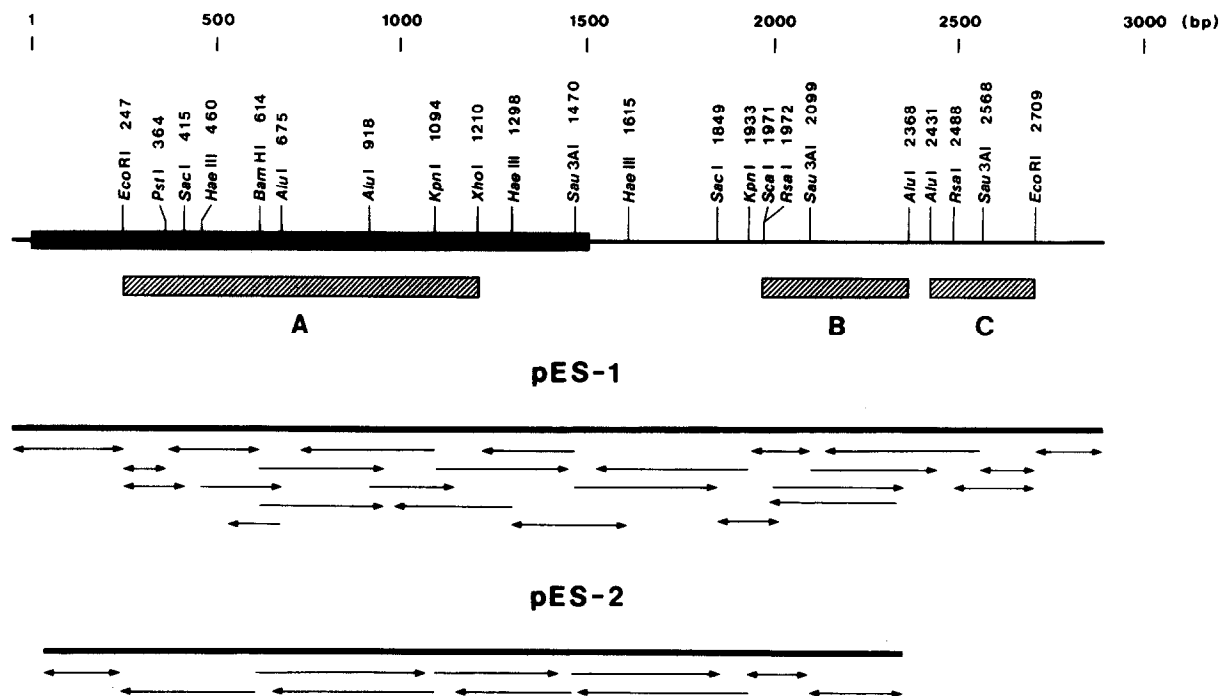 1 500 1000 1500 2000 2500 3000 (bp)
EcoRI 247
PstI 364
SacI 415
HaeIII 460
BamHI 614
AluI 675
AluI 918
KpnI 1094
XhoI 1210
HaeIII 1298
Sau3AI 1470
HaeIII 1615
SacI 1849
KpnI 1933
ScaI 1971
RsaI 1972
Sau3AI 2099
AluI 2368
AluI 2431
RsaI 2488
Sau3AI 2568
EcoRI 2709
A B C
pES-1
pES-2